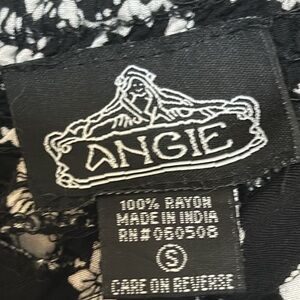 ANGIE
100% RAYON
MADE IN INDIA
RN#060508
S
CARE ON REVERSE